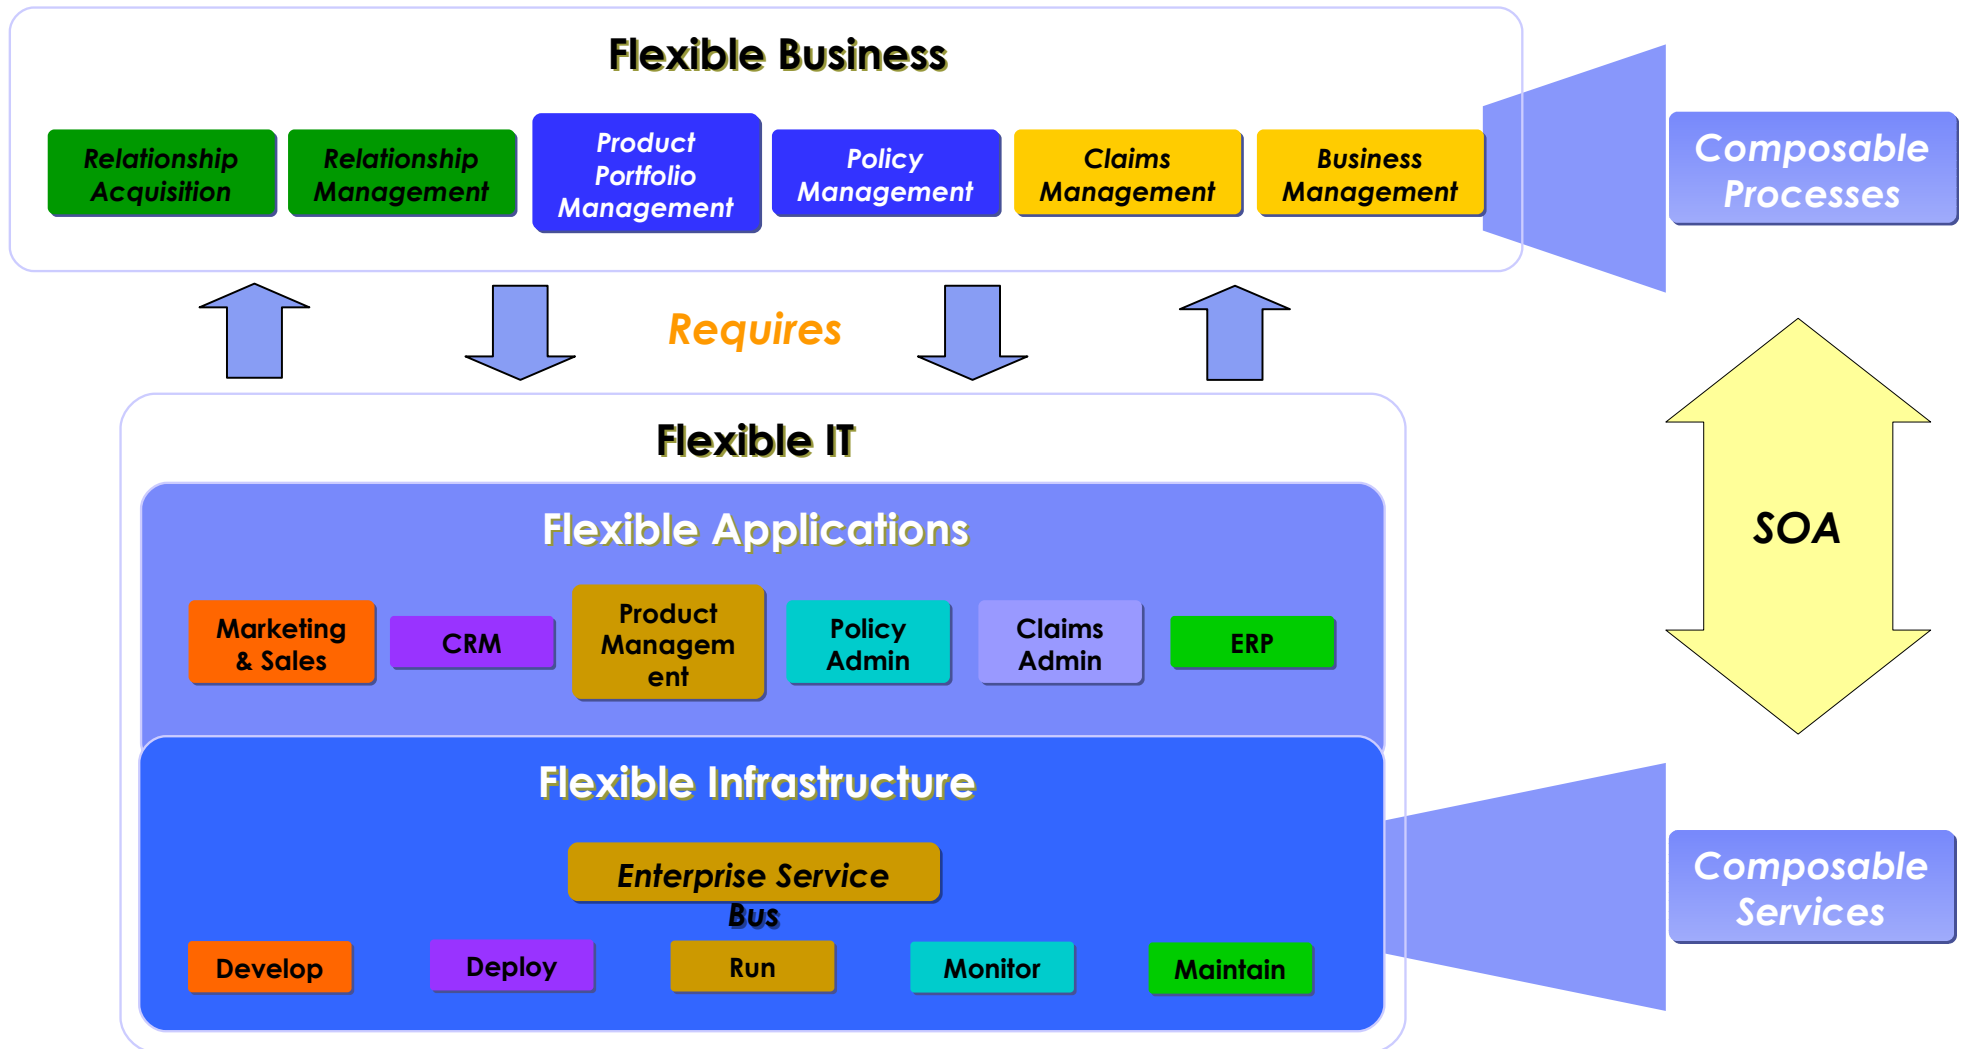 Flexible Business
Relationship
Acquisition
Relationship
Management
Product
Portfolio
Management
Policy
Management
Claims
Management
Business
Management
Composable
Processes
Requires
Flexible IT
Flexible Applications
Marketing
& Sales
CRM
Product
Managem
ent
Policy
Admin
Claims
Admin
ERP
SOA
Flexible Infrastructure
Enterprise Service
Bus
Develop
Deploy
Run
Monitor
Maintain
Composable
Services